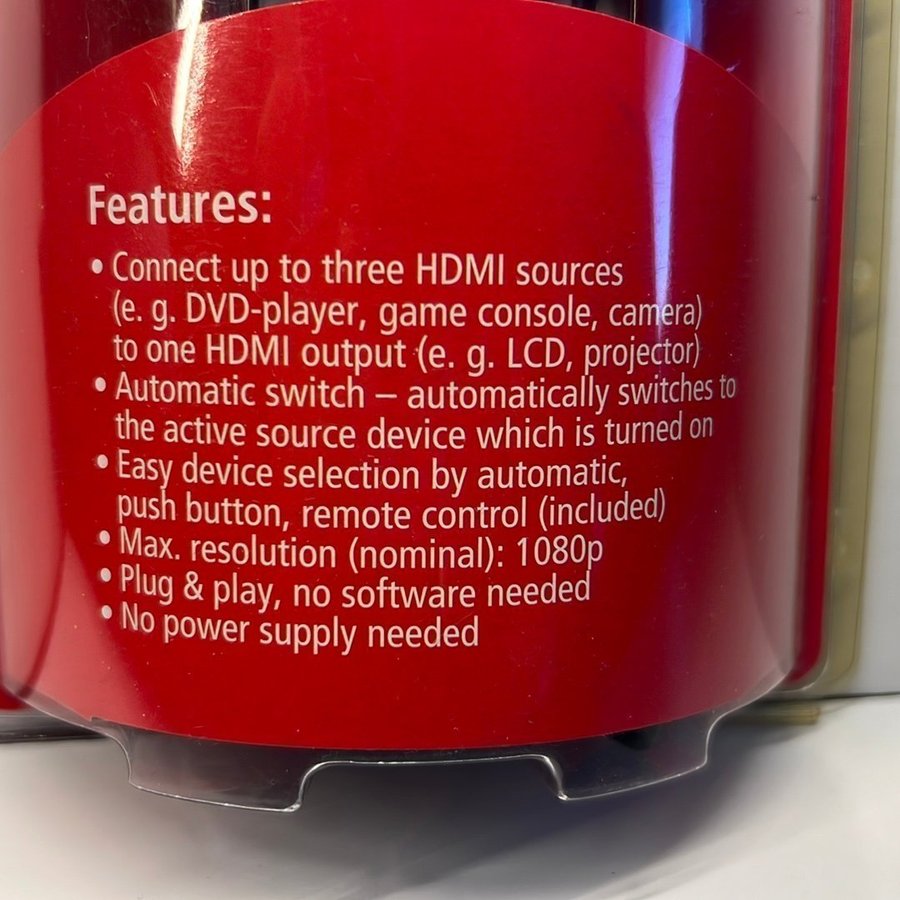 Features:
• Connect up to three HDMI sources
(e. g. DVD-player, game console, camera)
to one HDMI output (e. g. LCD, projector)
• Automatic switch – automatically switches to
the active source device which is turned on
• Easy device selection by automatic,
push button, remote control (included)
• Max. resolution (nominal): 1080p
• Plug & play, no software needed
• No power supply needed